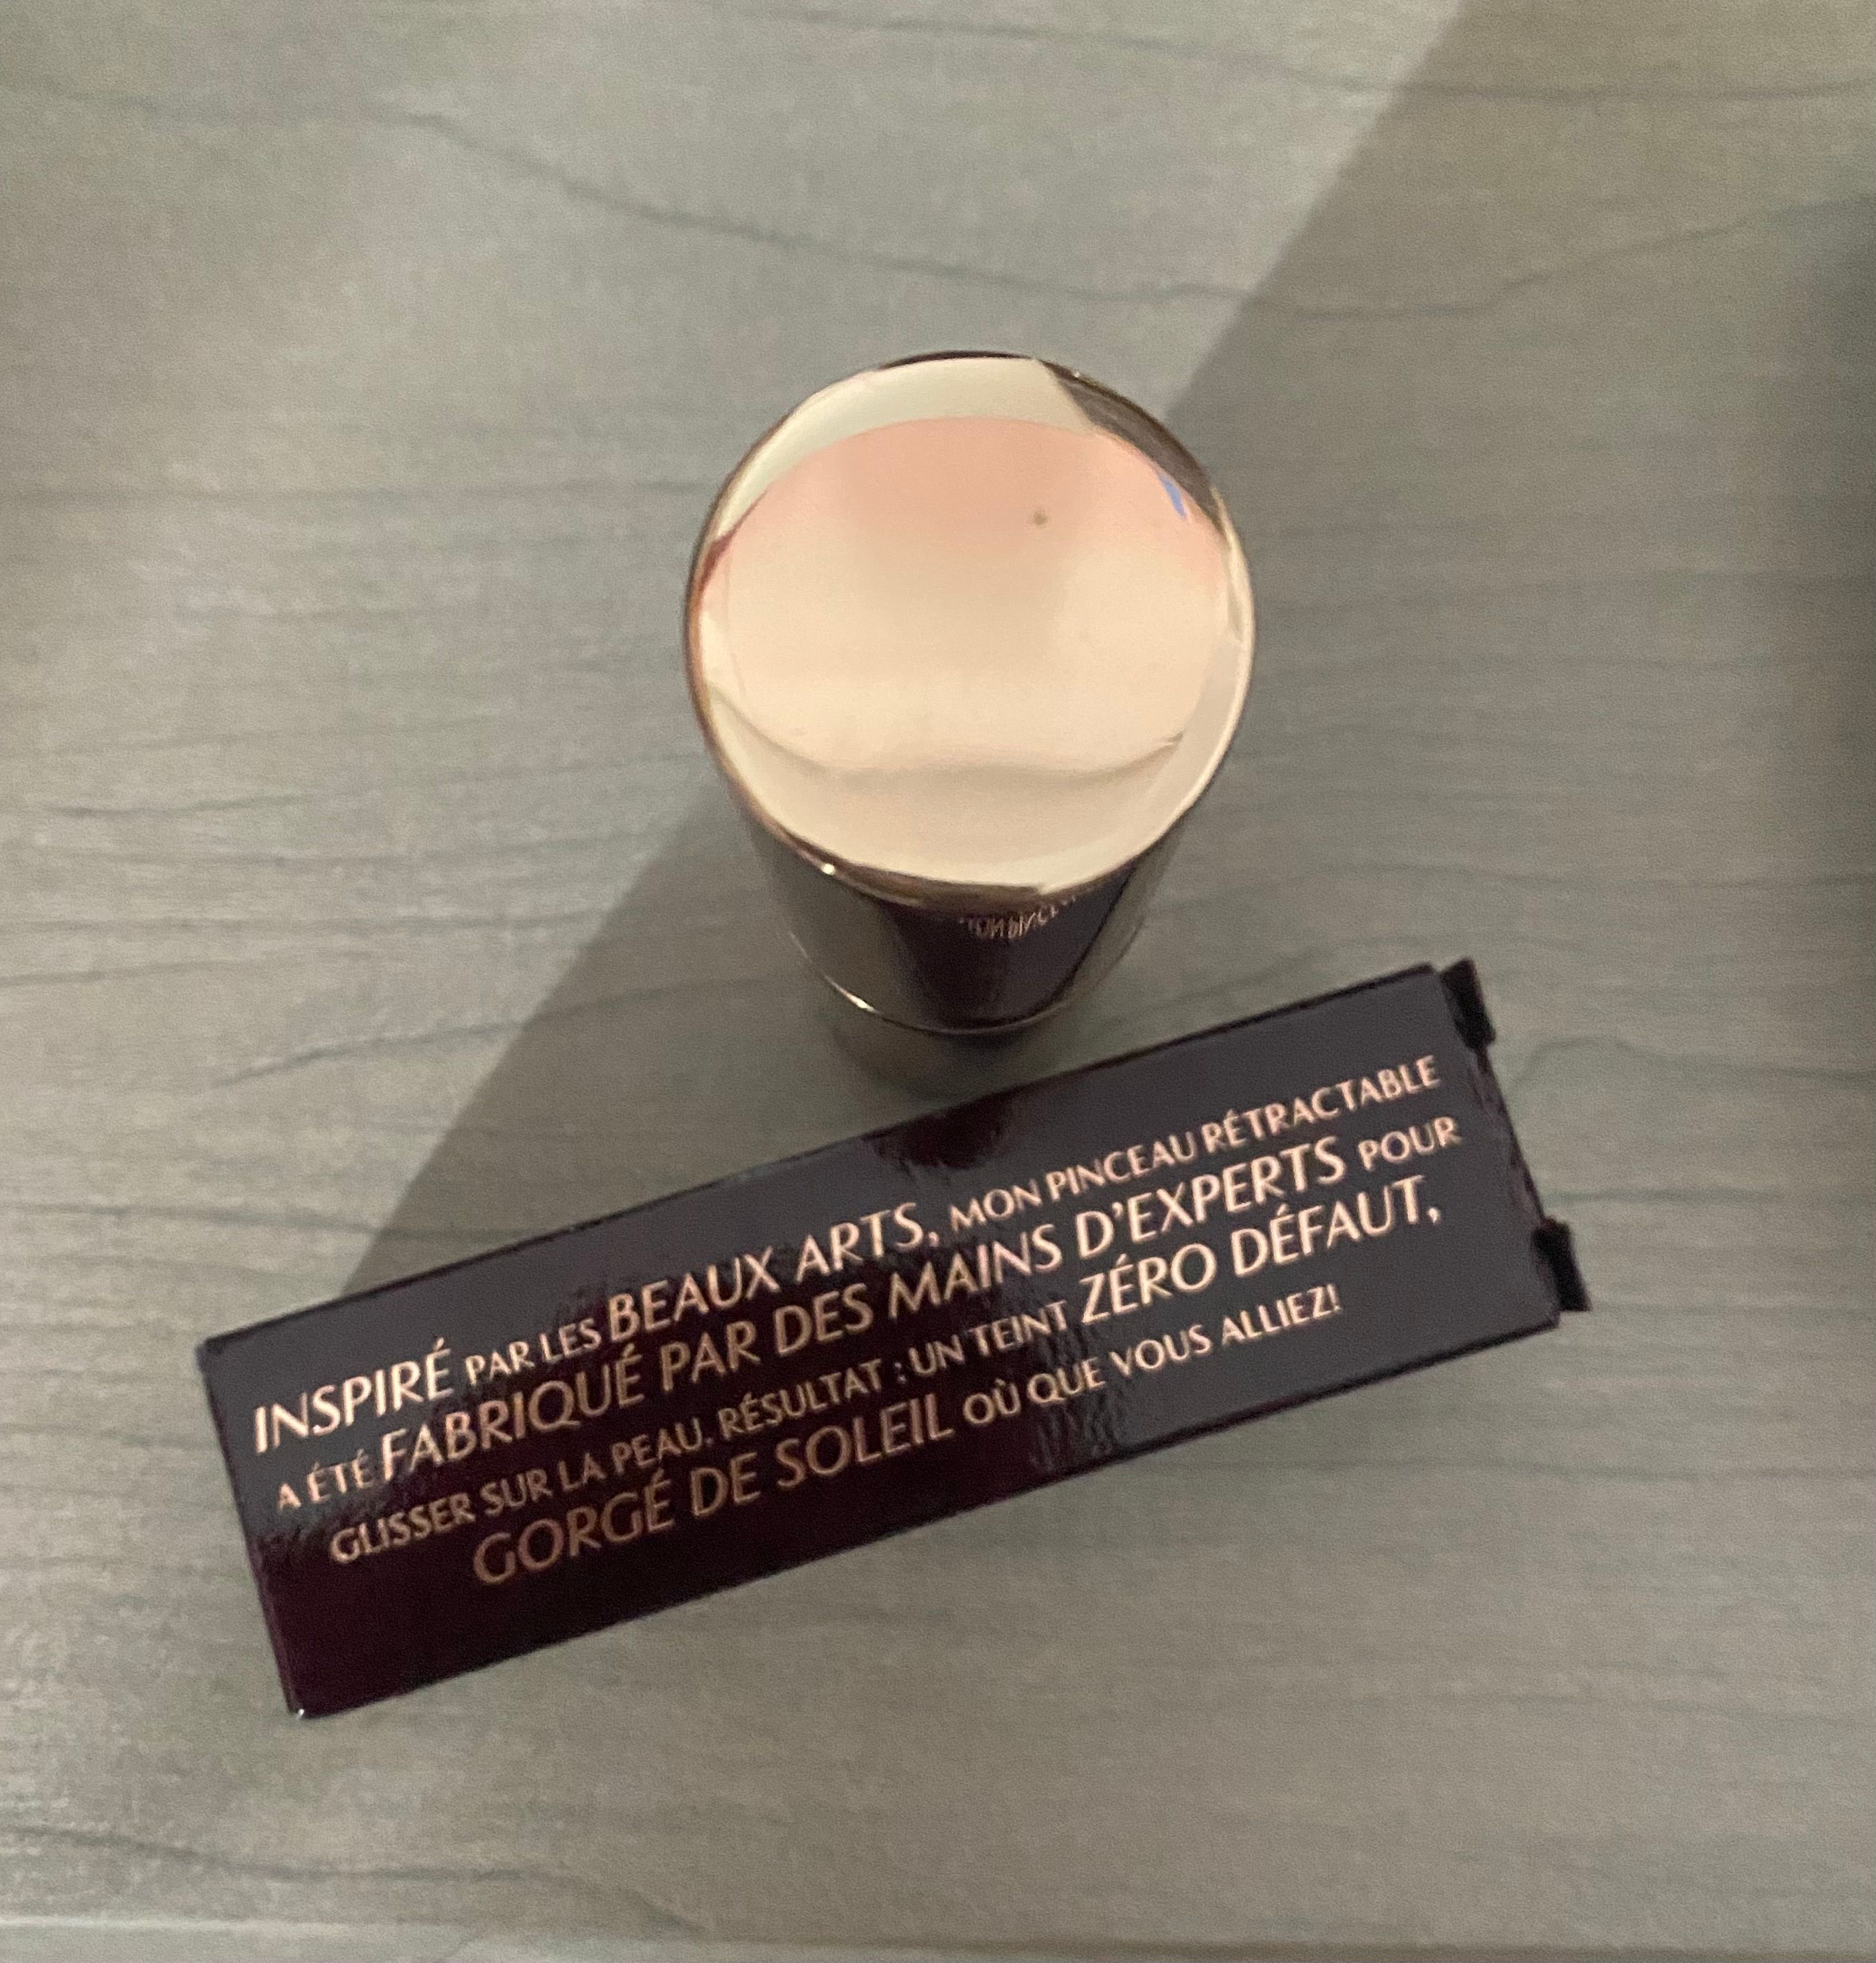 INSPIRÉ PAR LES BEAUX ARTS, MON PINCEAU RÉTRACTABLE
A ÉTÉ FABRIQUÉ PAR DES MAINS D'EXPERTS POUR
GLISSER SUR LA PEAU. RÉSULTAT : UN TEINT ZÉRO DÉFAUT,
GORGÉ DE SOLEIL OÙ QUE VOUS ALLIEZ!